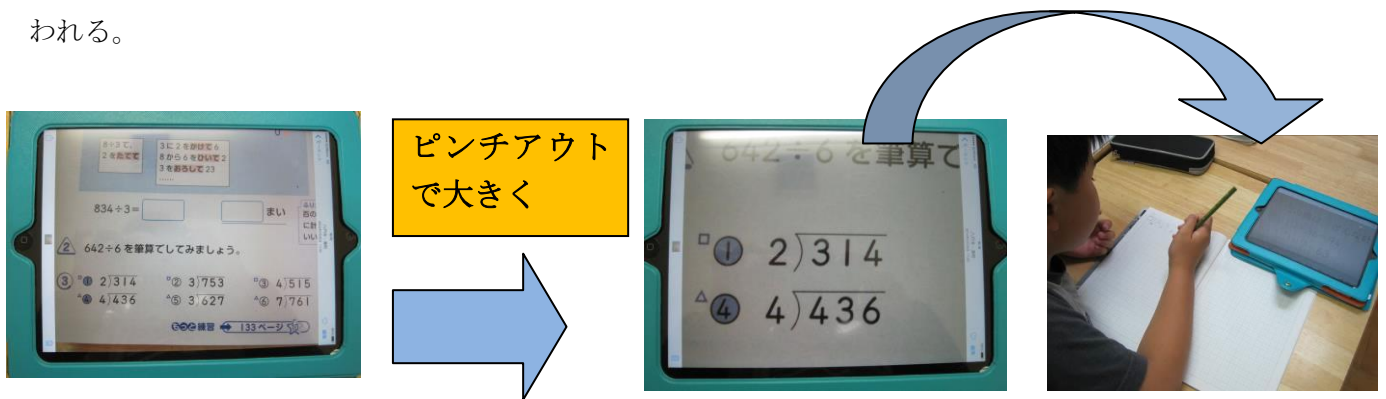 われる。
8÷3で、
2をたてて
3に2をかけて6
8から6をひいて2
3をおろして23
……
834÷3=
まい
2 642÷6を筆算でしてみましょう。
3 ① 2)314 ② 3)753 ③ 4)515
④ 4)436 ⑤ 3)627 ⑥ 7)761
もっと練習 133ページ
ピンチアウト
で大きく
642÷6を筆算で
① 2)314
④ 4)436